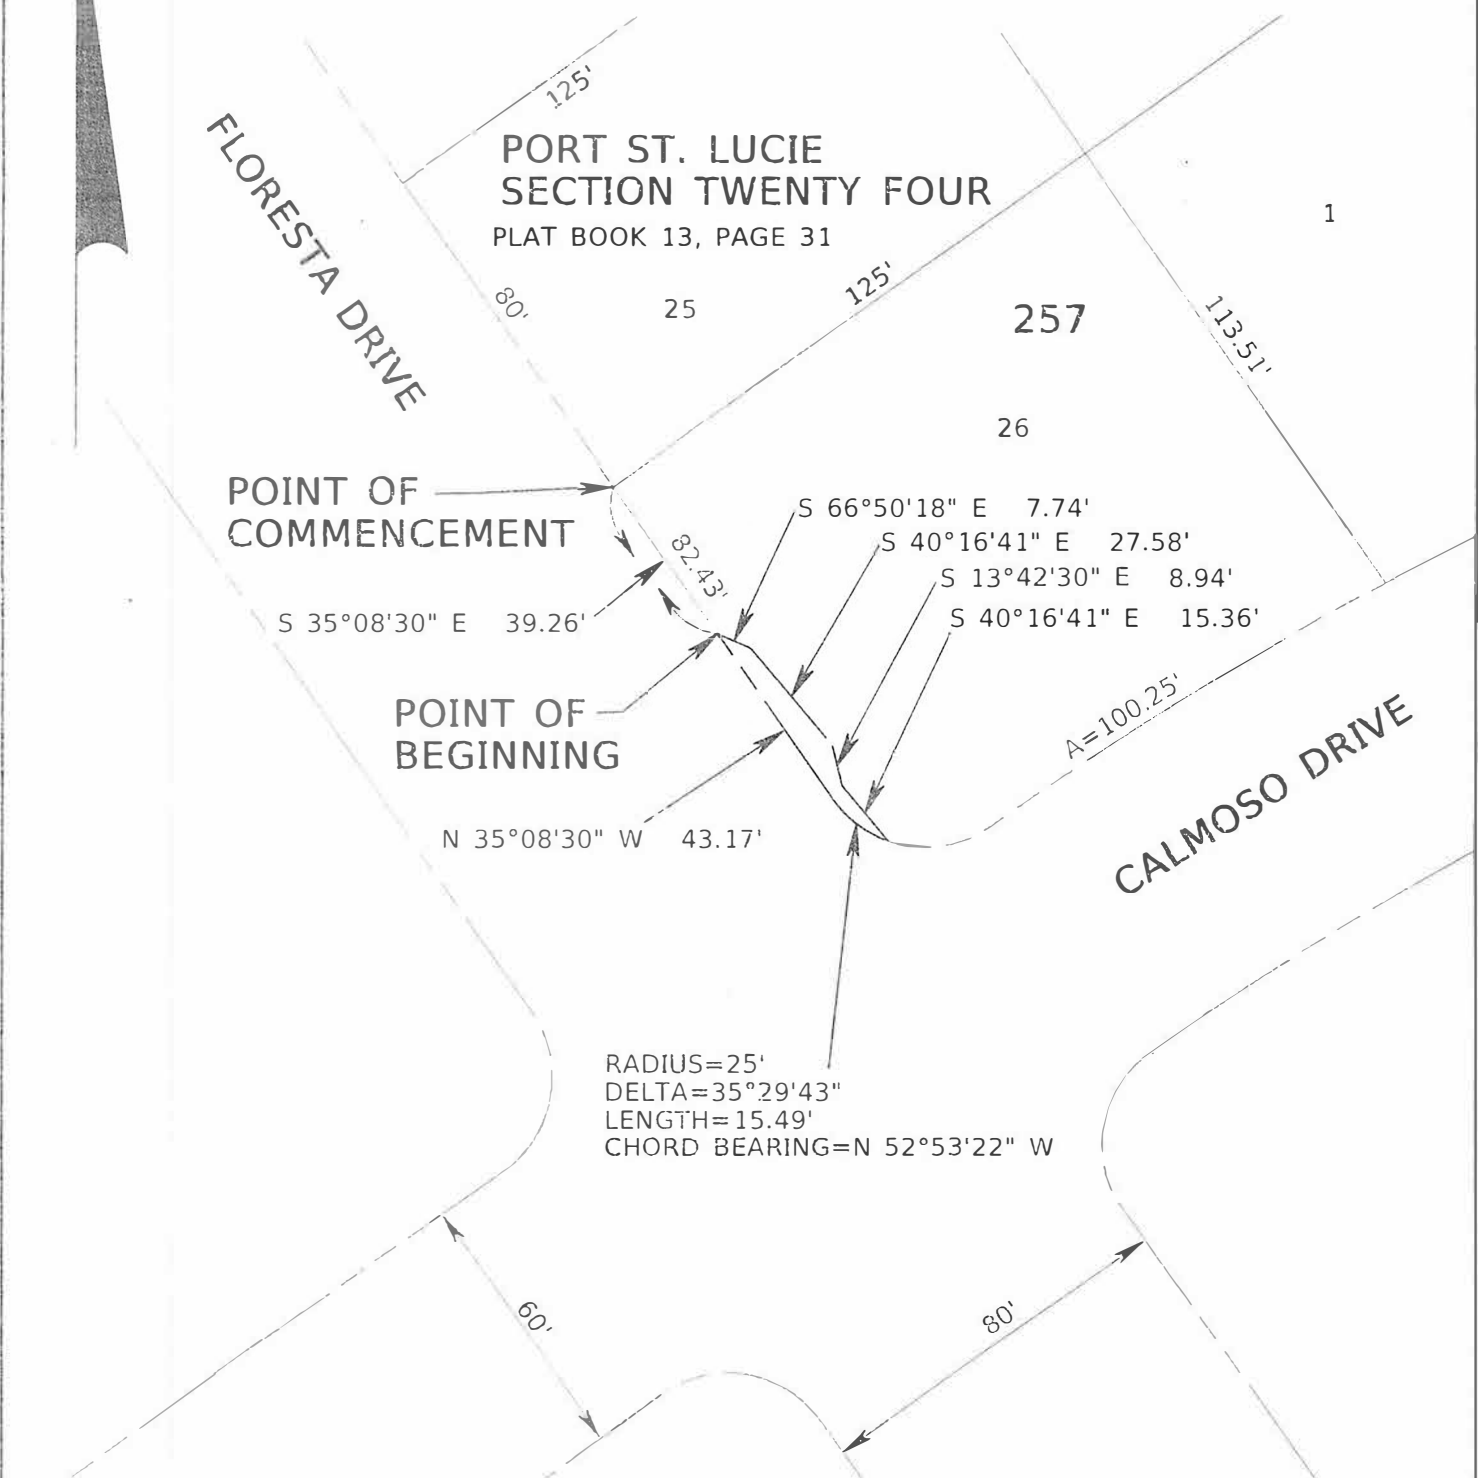 125'
FLORESTA DRIVE
PORT ST. LUCIE
SECTION TWENTY FOUR
PLAT BOOK 13, PAGE 31
1
80'
25
125'
257
113.51'
26
POINT OF
COMMENCEMENT
S 66°50'18" E 7.74'
S 40°16'41" E 27.58'
82.43'
S 13°42'30" E 8.94'
S 35°08'30" E 39.26'
S 40°16'41" E 15.36'
POINT OF
BEGINNING
A=100.25'
CALMOSO DRIVE
N 35°08'30" W 43.17'
RADIUS=25'
DELTA=35°29'43"
LENGTH=15.49'
CHORD BEARING=N 52°53'22" W
60'
80'